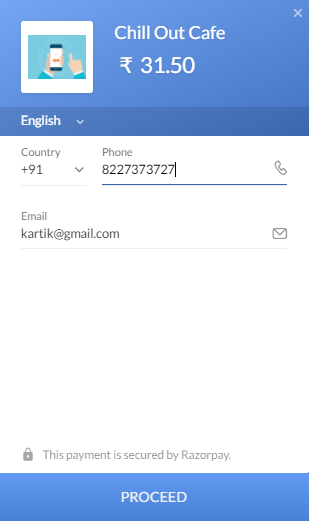 Chill Out Cafe
₹ 31.50
English
Country Phone
+91 8227373727
Email
kartik@gmail.com
This payment is secured by Razorpay.
PROCEED